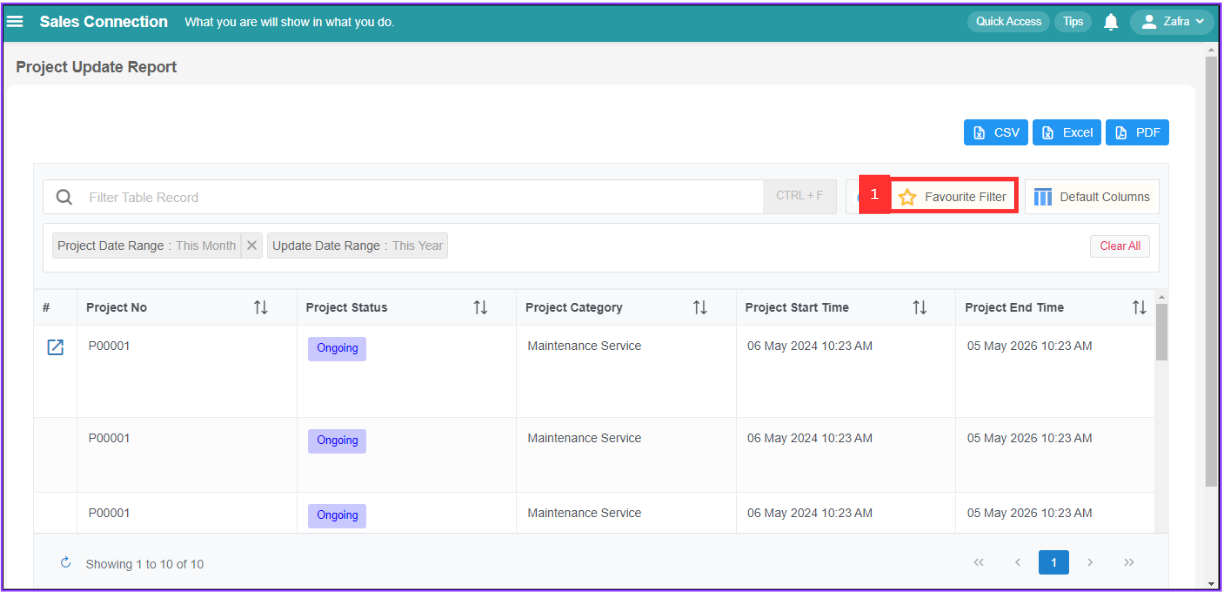 Sales Connection What you are will show in what you do. Quick Access Tips Zafra
Project Update Report
CSV Excel PDF
Filter Table Record CTRL + F 1 Favourite Filter Default Columns
Project Date Range : This Month Update Date Range : This Year Clear All
# Project No Project Status Project Category Project Start Time Project End Time
P00001 Ongoing Maintenance Service 06 May 2024 10:23 AM 05 May 2026 10:23 AM
P00001 Ongoing Maintenance Service 06 May 2024 10:23 AM 05 May 2026 10:23 AM
P00001 Ongoing Maintenance Service 06 May 2024 10:23 AM 05 May 2026 10:23 AM
Showing 1 to 10 of 10 << < 1 > >>